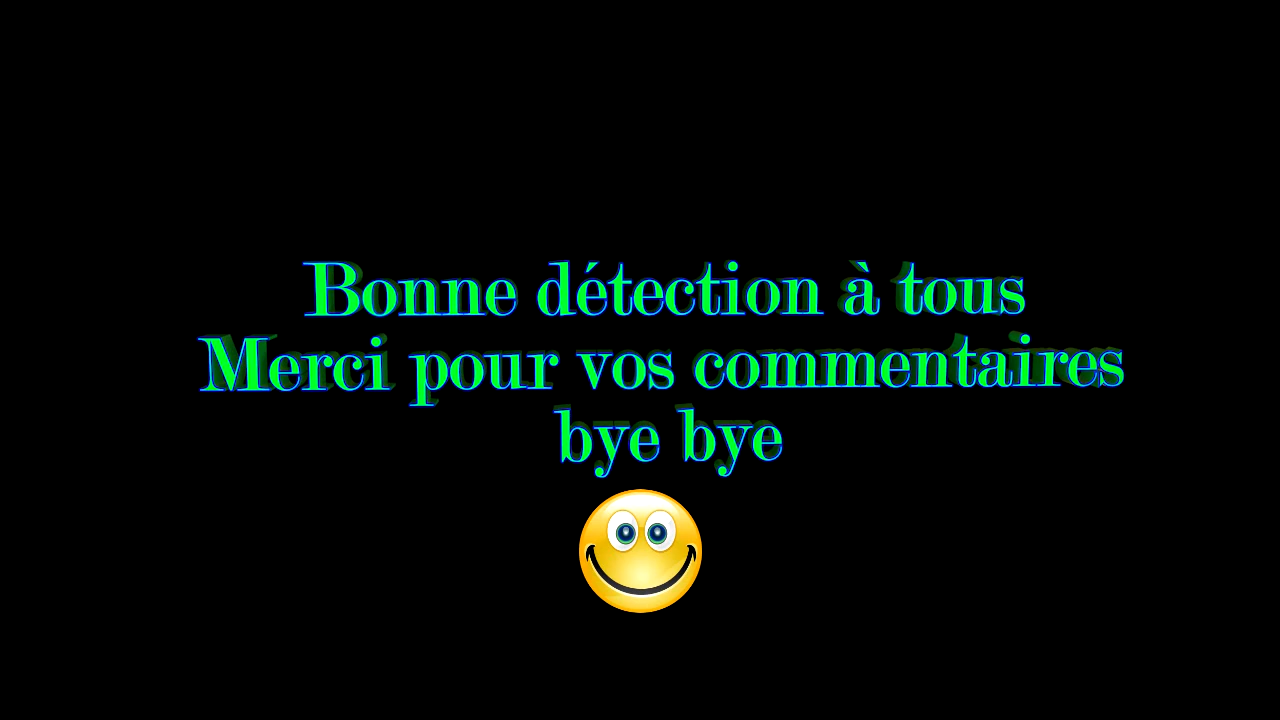 Bonne détection à tous
Merci pour vos commentaires
bye bye